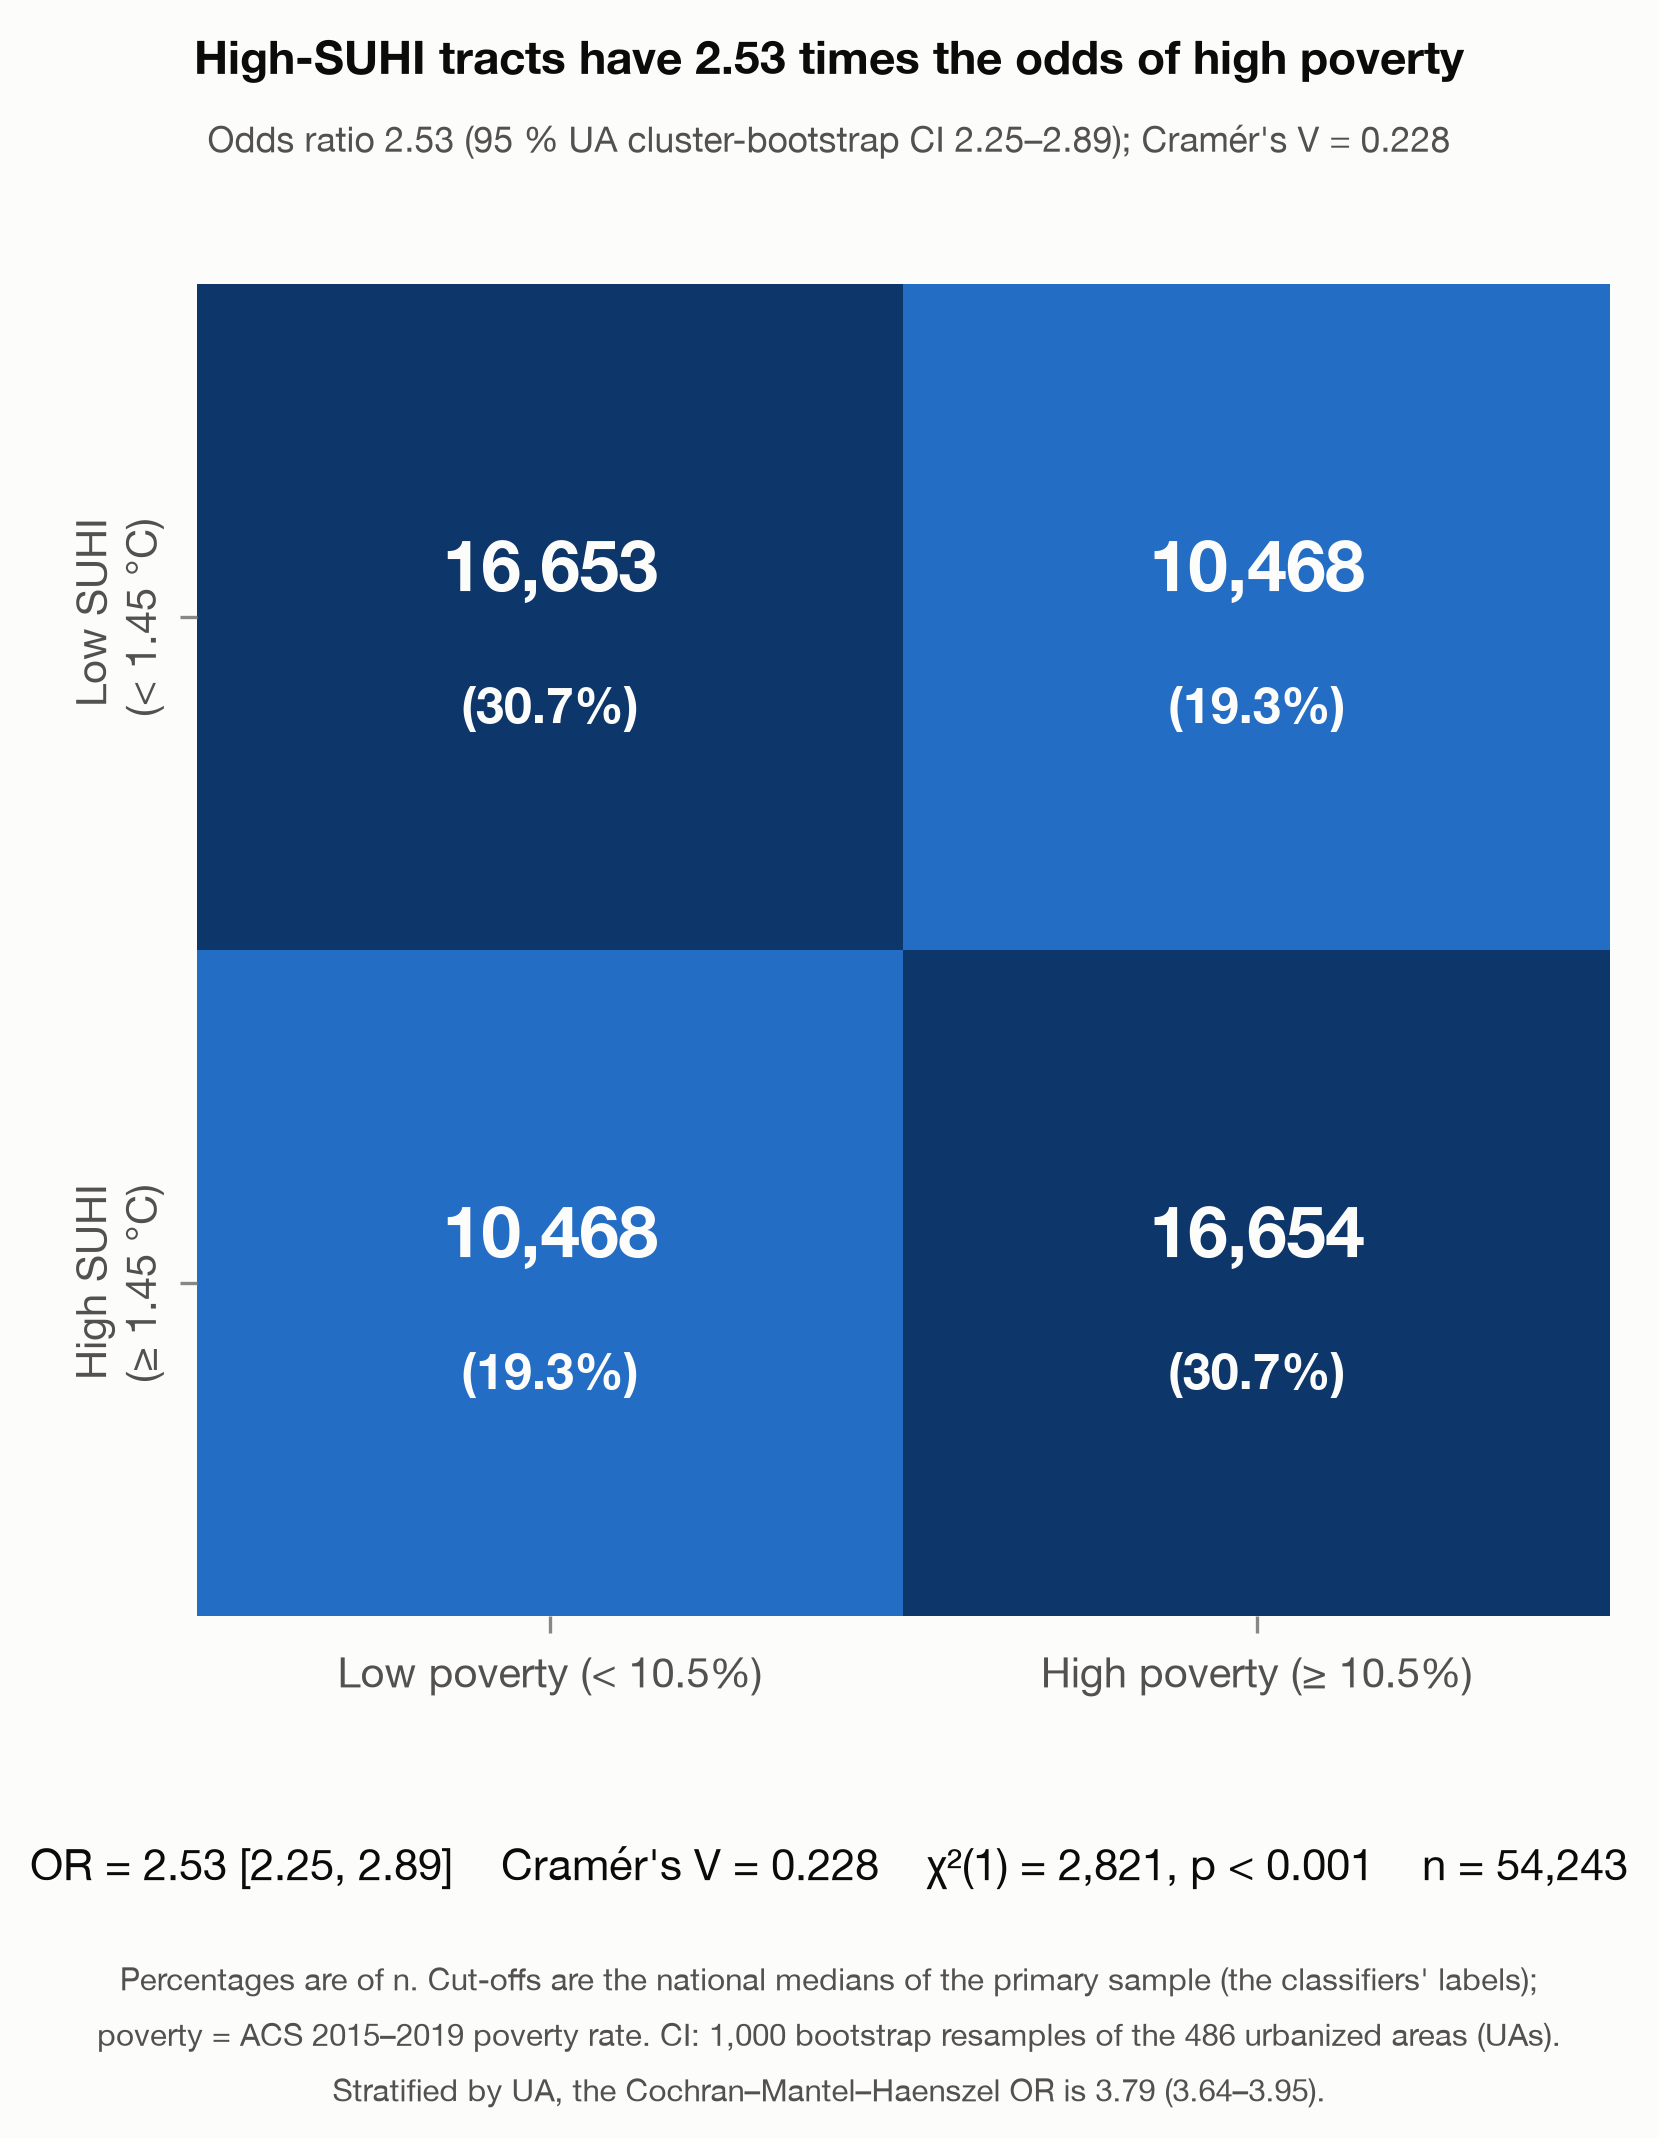 High-SUHI tracts have 2.53 times the odds of high poverty
Odds ratio 2.53 (95 % UA cluster-bootstrap CI 2.25–2.89); Cramér's V = 0.228
Low SUHI
(< 1.45 °C)
16,653
10,468
(30.7%)
(19.3%)
High SUHI
(≥ 1.45 °C)
10,468
16,654
(19.3%)
(30.7%)
Low poverty (< 10.5%)
High poverty (≥ 10.5%)
OR = 2.53 [2.25, 2.89] Cramér's V = 0.228 χ²(1) = 2,821, p < 0.001 n = 54,243
Percentages are of n. Cut-offs are the national medians of the primary sample (the classifiers' labels);
poverty = ACS 2015–2019 poverty rate. CI: 1,000 bootstrap resamples of the 486 urbanized areas (UAs).
Stratified by UA, the Cochran–Mantel–Haenszel OR is 3.79 (3.64–3.95).